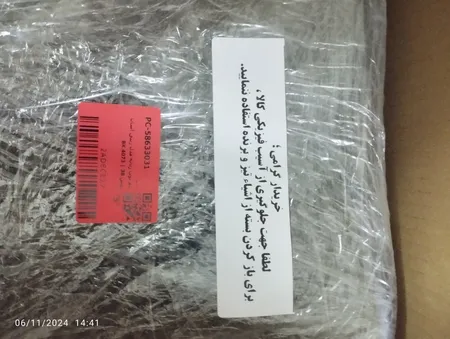 خریدار گرامی؛
لطفا جهت جلوگیری از آسیب فیزیکی کالا،
برای باز کردن بسته از اشیاء تیز و برنده استفاده ننمایید.
PC-58633031
06/11/2024 14:41